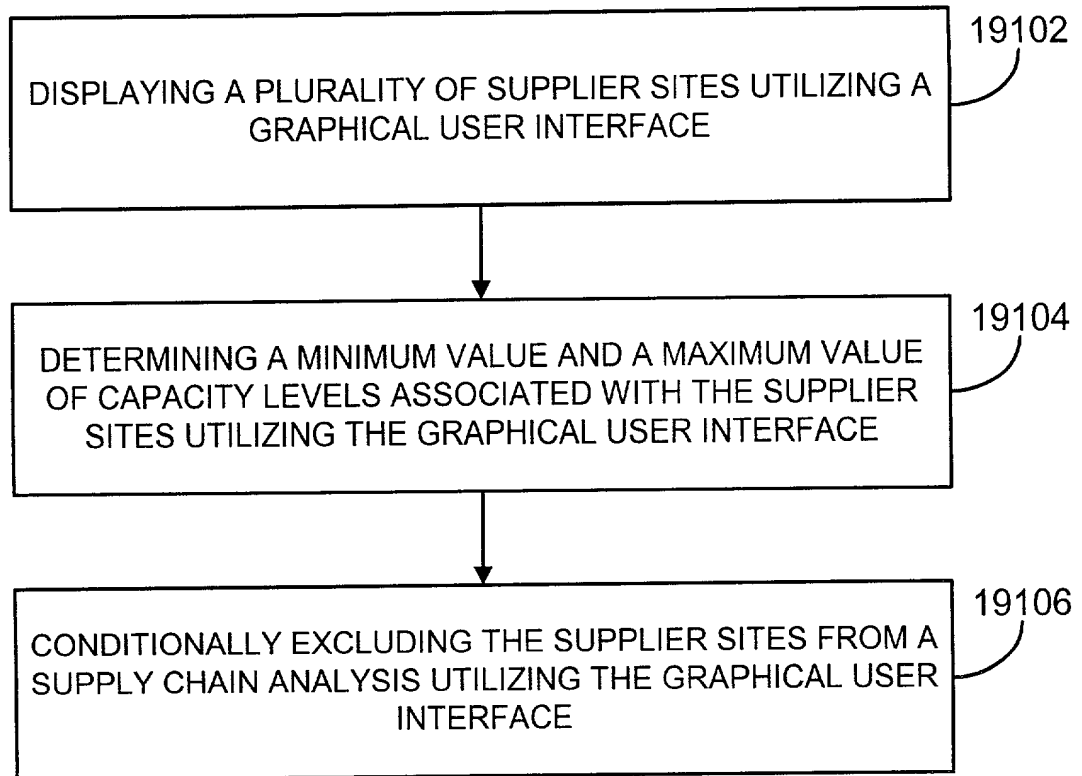 19102
DISPLAYING A PLURALITY OF SUPPLIER SITES UTILIZING A
GRAPHICAL USER INTERFACE
19104
DETERMINING A MINIMUM VALUE AND A MAXIMUM VALUE
OF CAPACITY LEVELS ASSOCIATED WITH THE SUPPLIER
SITES UTILIZING THE GRAPHICAL USER INTERFACE
19106
CONDITIONALLY EXCLUDING THE SUPPLIER SITES FROM A
SUPPLY CHAIN ANALYSIS UTILIZING THE GRAPHICAL USER
INTERFACE